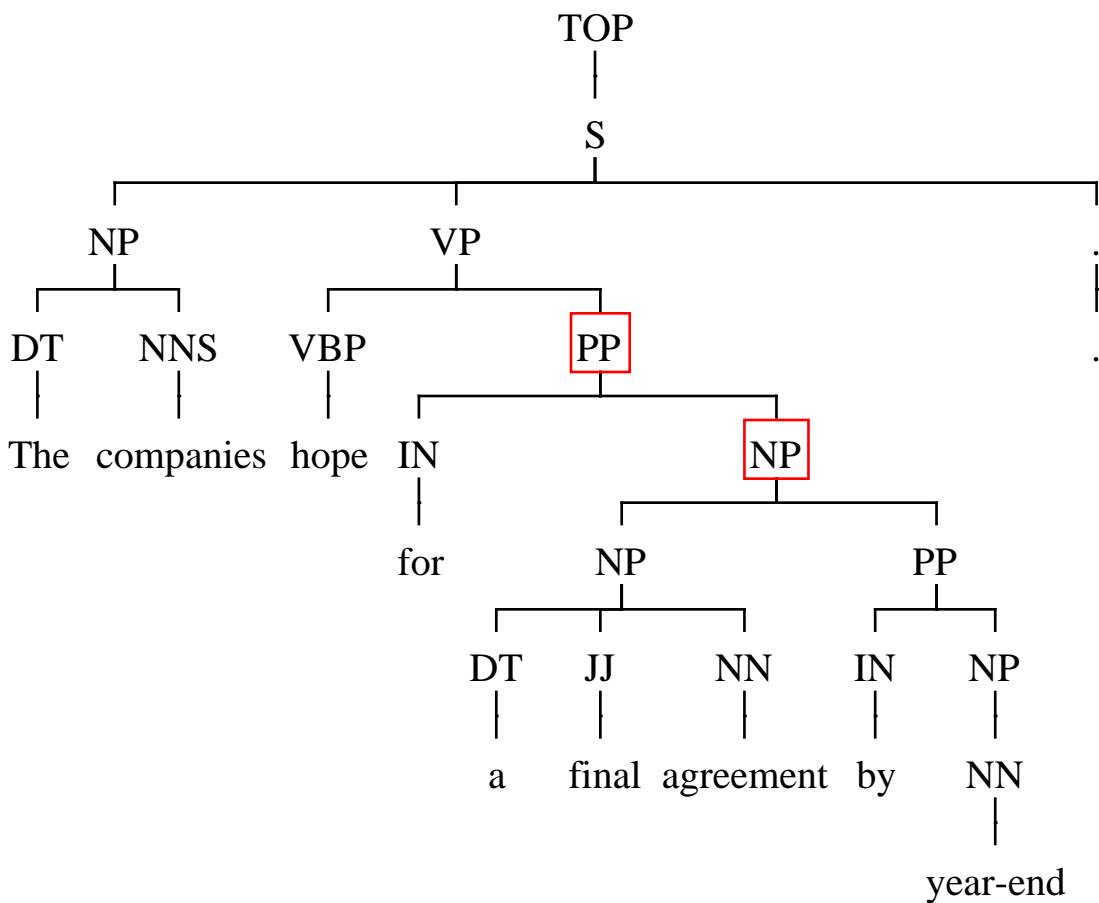 TOP
S
NP VP .
DT NNS VBP PP .
The companies hope IN NP
for NP PP
DT JJ NN IN NP
a final agreement by NN
year-end